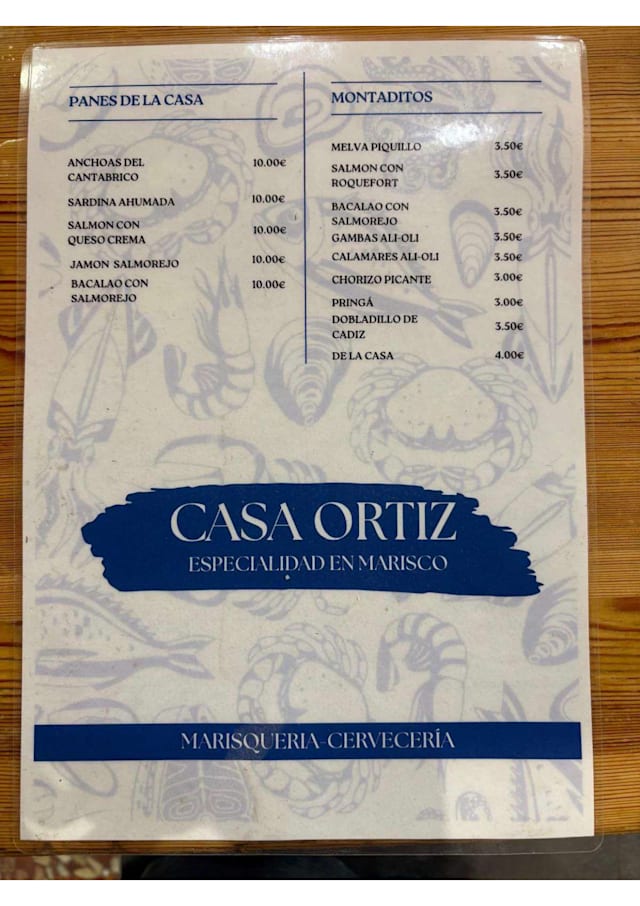 PANES DE LA CASA
ANCHOAS DEL
CANTABRICO 10.00€
SARDINA AHUMADA 10.00€
SALMON CON
QUESO CREMA 10.00€
JAMON SALMOREJO 10.00€
BACALAO CON
SALMOREJO 10.00€
MONTADITOS
MELVA PIQUILLO 3.50€
SALMON CON
ROQUEFORT 3.50€
BACALAO CON
SALMOREJO 3.50€
GAMBAS ALI-OLI 3.50€
CALAMARES ALI-OLI 3.50€
CHORIZO PICANTE 3.00€
PRINGÁ 3.00€
DOBLADILLO DE
CADIZ 3.50€
DE LA CASA 4.00€
CASA ORTIZ
ESPECIALIDAD EN MARISCO
MARISQUERIA-CERVECERÍA